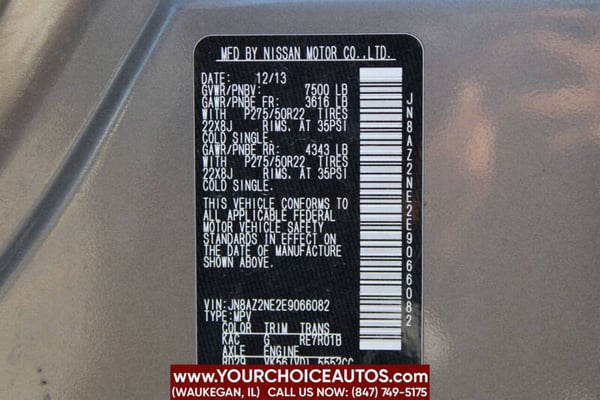 MFD BY NISSAN MOTOR CO.,LTD.
DATE: 12/13
GVWR/PNBV: 7500 LB
GAWR/PNBE FR: 3616 LB
WITH P275/50R22 TIRES
22X8J RIMS. AT 35PSI
COLD SINGLE.
GAWR/PNBE RR: 4343 LB
WITH P275/50R22 TIRES
22X8J RIMS. AT 35PSI
COLD SINGLE.
THIS VEHICLE CONFORMS TO
ALL APPLICABLE FEDERAL
MOTOR VEHICLE SAFETY
STANDARDS IN EFFECT ON
THE DATE OF MANUFACTURE
SHOWN ABOVE.
VIN:JN8AZ2NE2E9066082
TYPE:MPV
COLOR TRIM TRANS
KAC G RE7R01B
AXLE ENGINE
RD29 VK56(VD) 5552CC
JN8AZ2NE2E9066082
WWW.YOURCHOICEAUTOS.COM
(WAUKEGAN, IL) CALL US NOW: (847) 749-5175